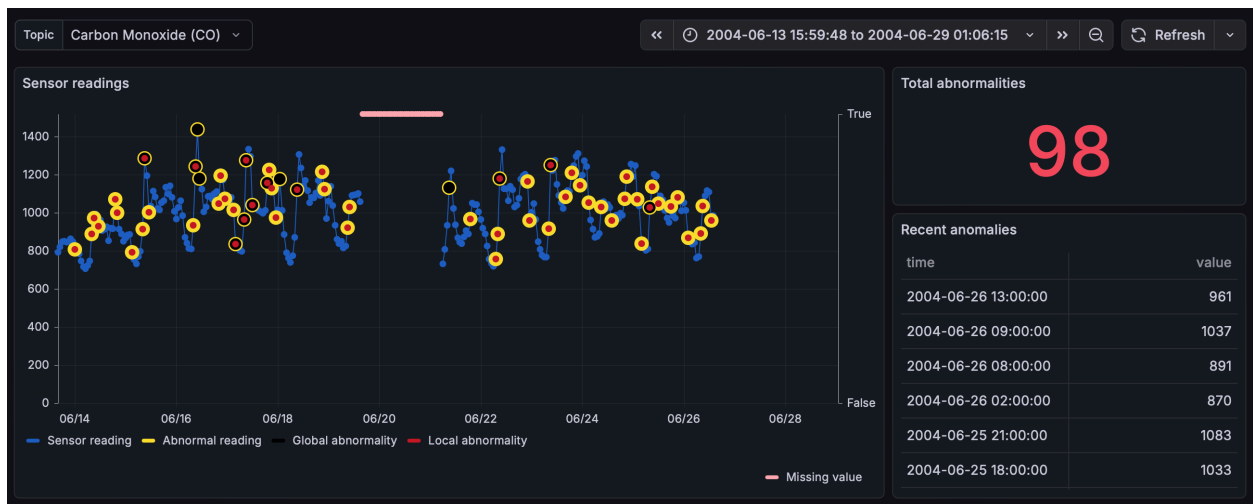 Topic Carbon Monoxide (CO) 2004-06-13 15:59:48 to 2004-06-29 01:06:15 Refresh
Sensor readings
1400
1200
1000
800
600
400
200
0
True
False
06/14 06/16 06/18 06/20 06/22 06/24 06/26 06/28
Sensor reading Abnormal reading Global abnormality Local abnormality
Missing value
Total abnormalities
98
Recent anomalies
time value
2004-06-26 13:00:00 961
2004-06-26 09:00:00 1037
2004-06-26 08:00:00 891
2004-06-26 02:00:00 870
2004-06-25 21:00:00 1083
2004-06-25 18:00:00 1033